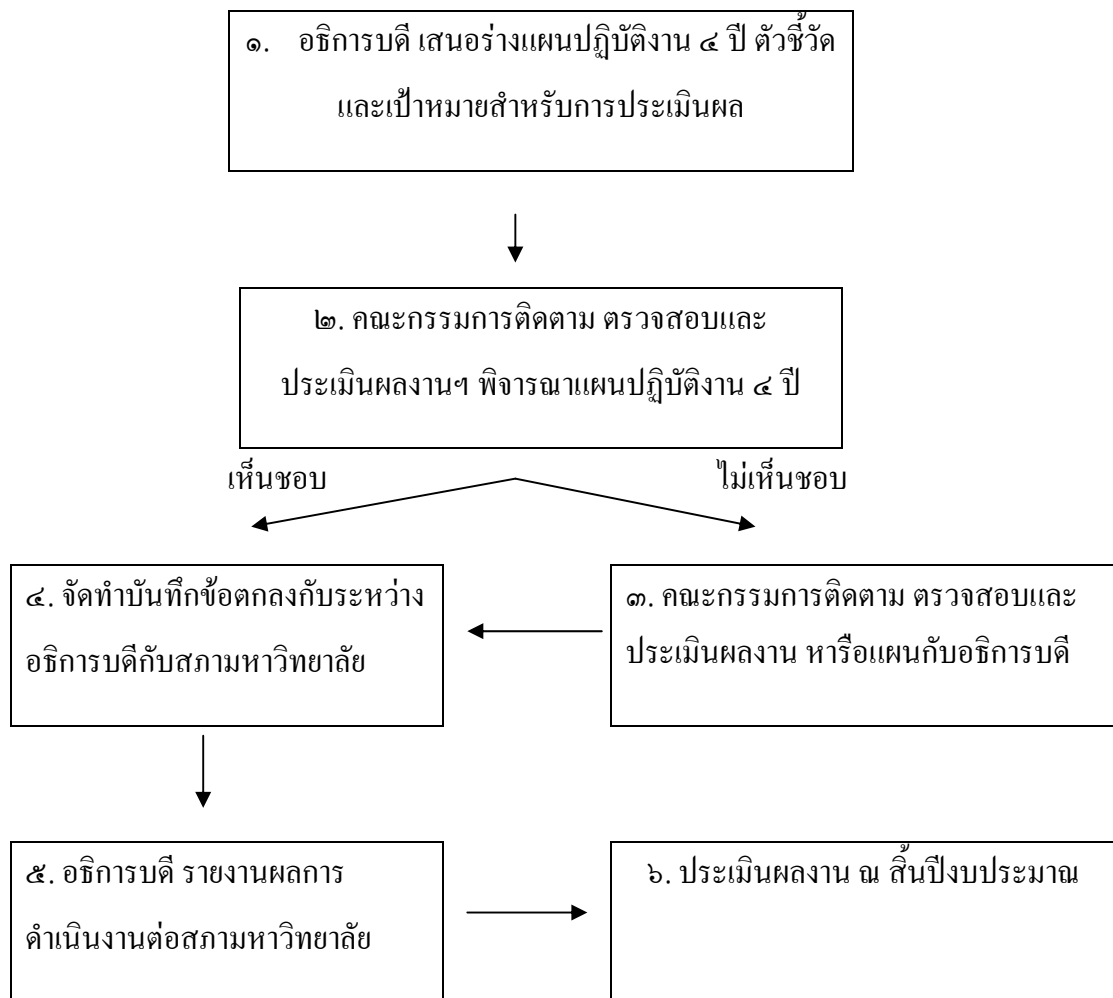 ๑. อธิการบดี เสนอร่างแผนปฏิบัติงาน ๔ ปี ตัวชี้วัด
และเป้าหมายสำหรับการประเมินผล
๒. คณะกรรมการติดตาม ตรวจสอบและ
ประเมินผลงานฯ พิจารณาแผนปฏิบัติงาน ๔ ปี
เห็นชอบ
ไม่เห็นชอบ
๔. จัดทำบันทึกข้อตกลงกับระหว่าง
อธิการบดีกับสภามหาวิทยาลัย
๓. คณะกรรมการติดตาม ตรวจสอบและ
ประเมินผลงาน หารือแผนกับอธิการบดี
๕. อธิการบดี รายงานผลการ
ดำเนินงานต่อสภามหาวิทยาลัย
๖. ประเมินผลงาน ณ สิ้นปีงบประมาณ